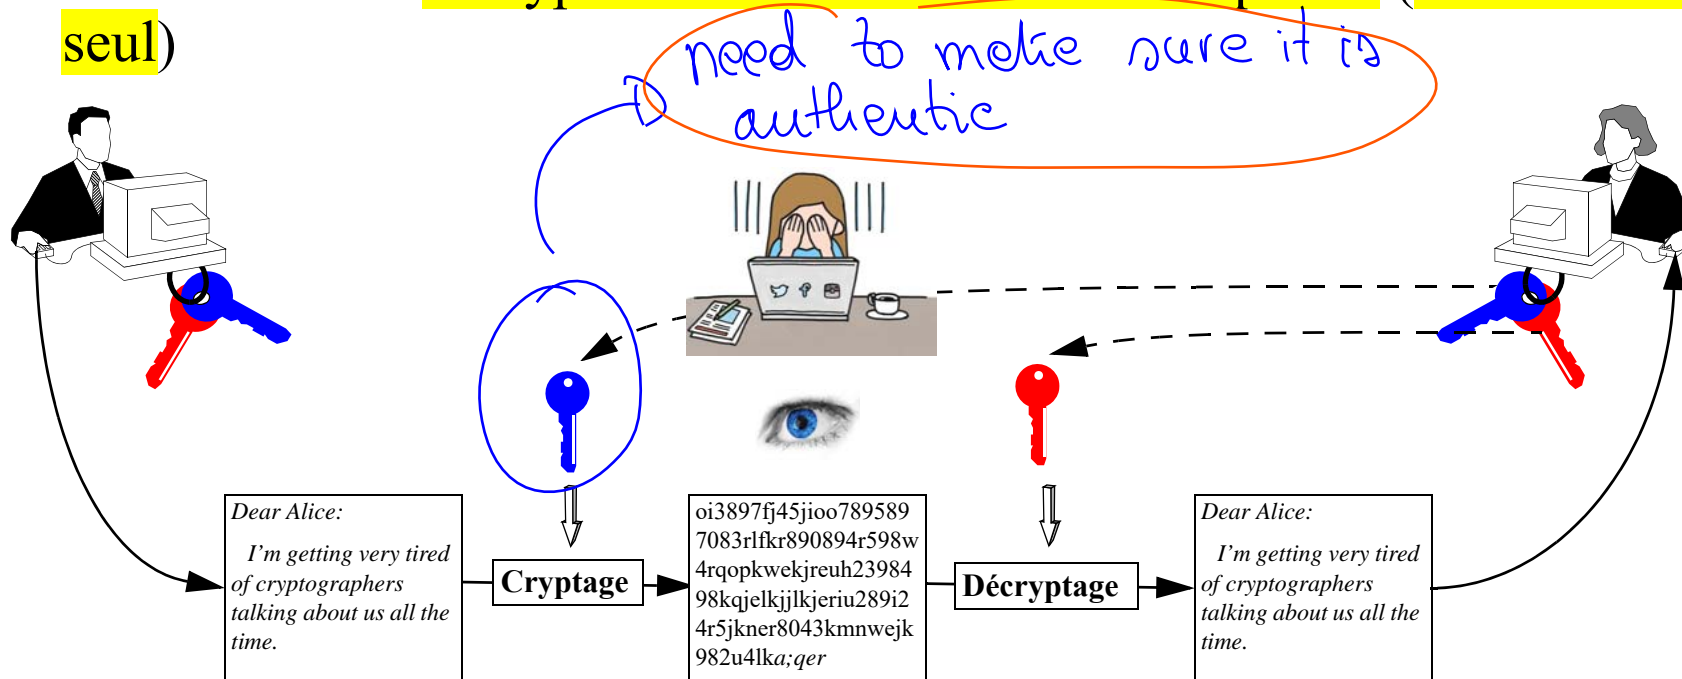 seul)
need to make sure it is
authentic
Dear Alice:
I'm getting very tired
of cryptographers
talking about us all the
time.
Cryptage
oi3897fj45jioo789589
7083rlfkr890894r598w
4rqopkwekjreuh23984
98kqjelkjjlkjeriu289i2
4r5jkner8043kmnwejk
982u4lka;qer
Décryptage
Dear Alice:
I'm getting very tired
of cryptographers
talking about us all the
time.